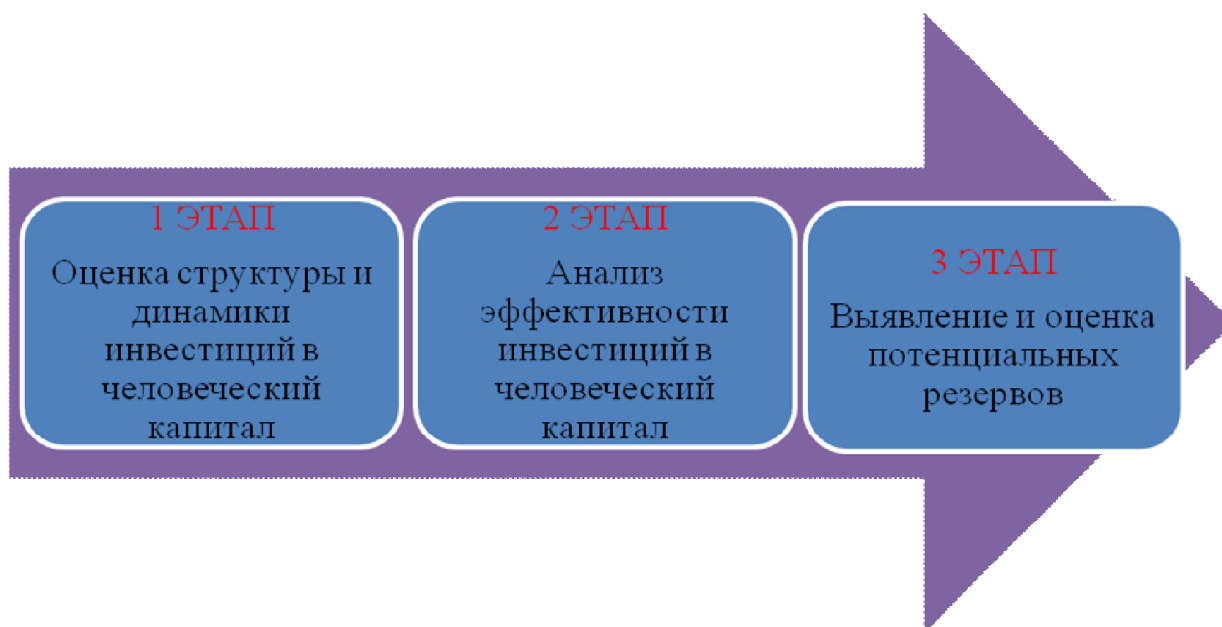 1 ЭТАП
Оценка структуры и
динамики
инвестиций в
человеческий
капитал
2 ЭТАП
Анализ
эффективности
инвестиций в
человеческий
капитал
3 ЭТАП
Выявление и оценка
потенциальных
резервов